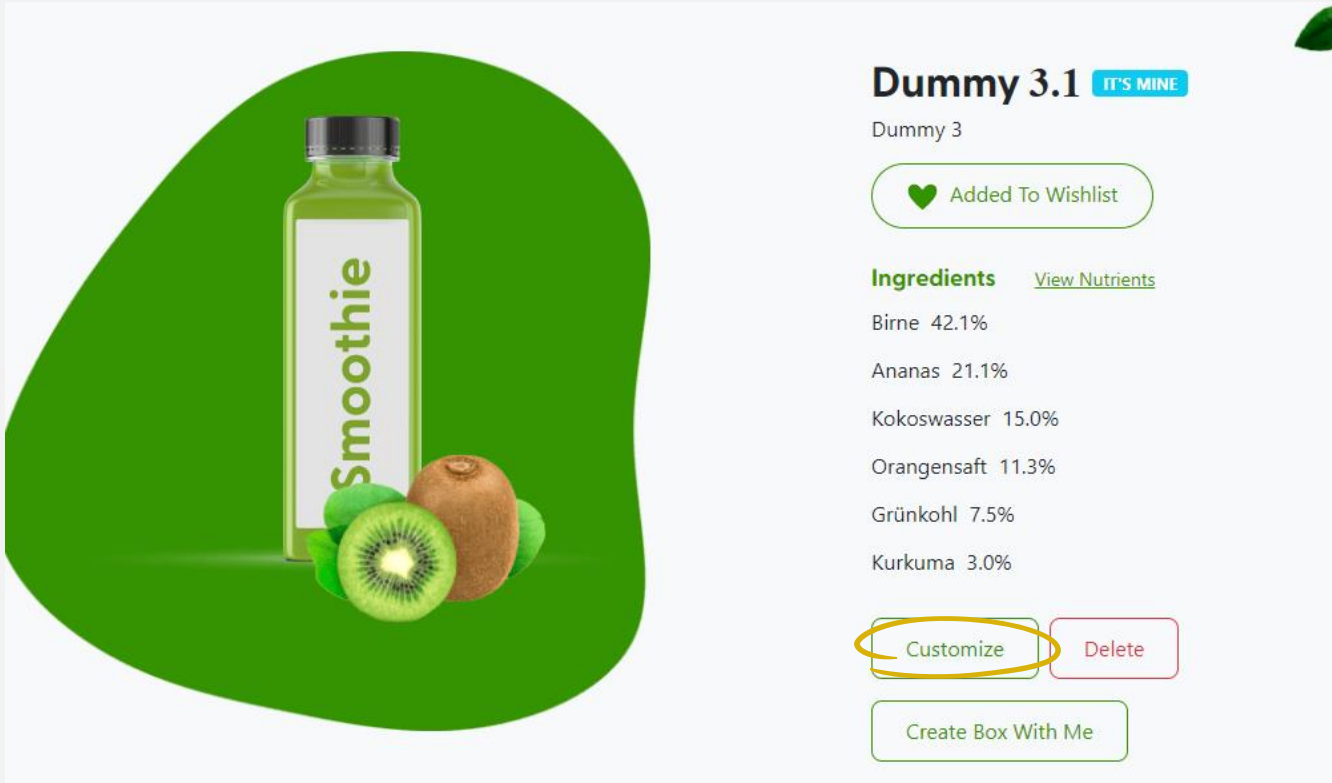 Smoothie
Dummy 3.1 IT'S MINE
Dummy 3
Added To Wishlist
Ingredients View Nutrients
Birne 42.1%
Ananas 21.1%
Kokoswasser 15.0%
Orangensaft 11.3%
Grünkohl 7.5%
Kurkuma 3.0%
Customize Delete
Create Box With Me